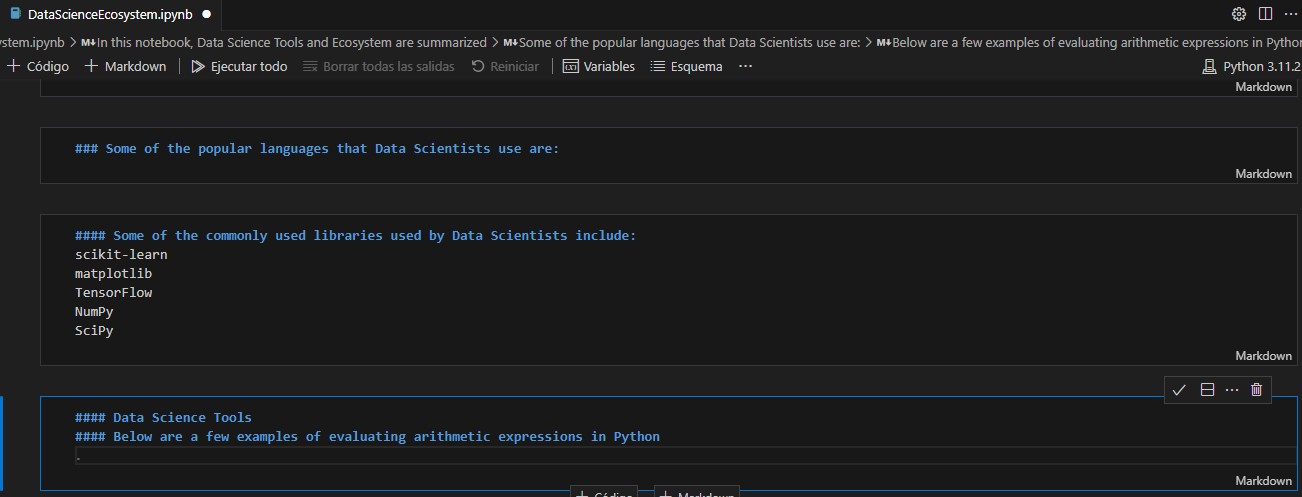 DataScienceEcosystem.ipynb
ystem.ipynb > M↓In this notebook, Data Science Tools and Ecosystem are summarized > M↓Some of the popular languages that Data Scientists use are: > M↓Below are a few examples of evaluating arithmetic expressions in Python
+ Código + Markdown | Ejecutar todo Borrar todas las salidas Reiniciar | Variables Esquema ... Python 3.11.2
Markdown
### Some of the popular languages that Data Scientists use are:
Markdown
#### Some of the commonly used libraries used by Data Scientists include:
scikit-learn
matplotlib
TensorFlow
NumPy
SciPy
Markdown
#### Data Science Tools
#### Below are a few examples of evaluating arithmetic expressions in Python
.
Markdown
+ Código + Markdown